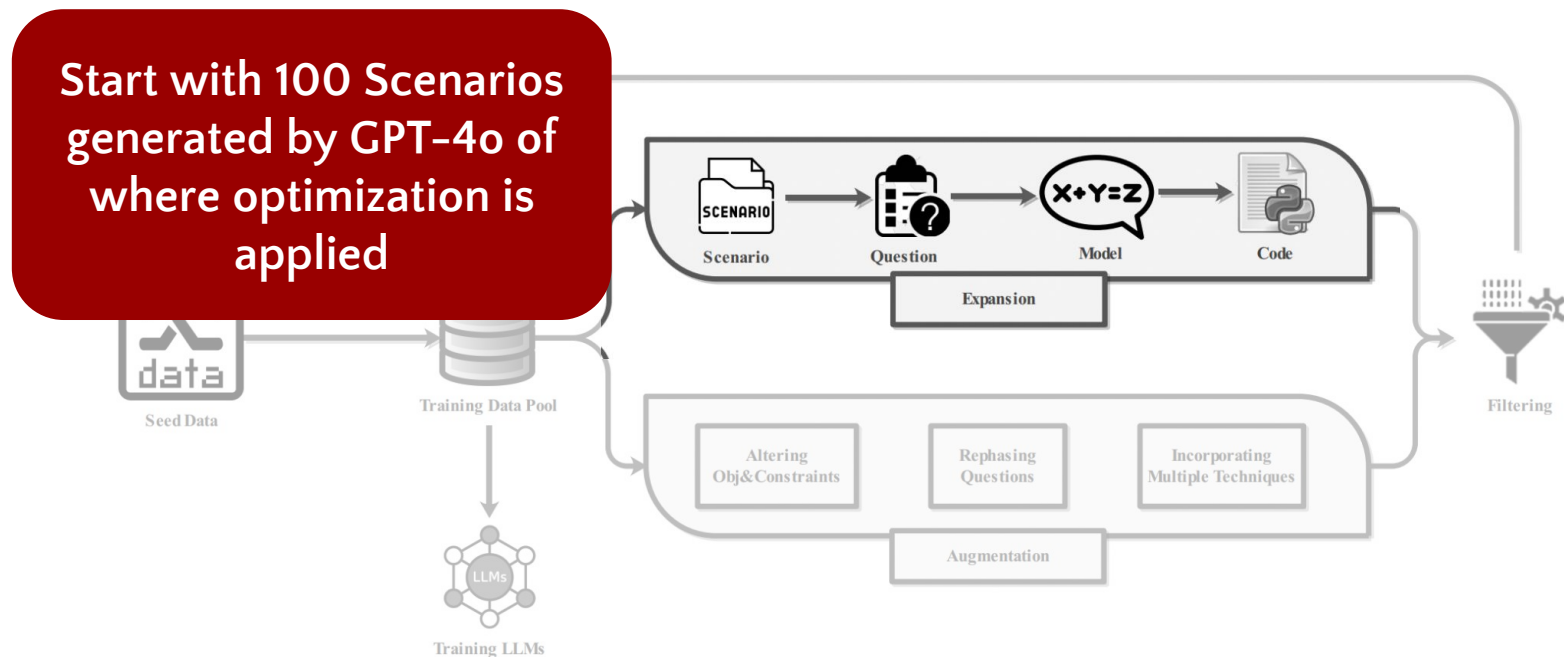 Start with 100 Scenarios
generated by GPT-4o of
where optimization is
applied
SCENARIO
Scenario
?
Question
X+Y=Z
Model
Code
Expansion
data
Seed Data
Training Data Pool
Filtering
Altering
Obj&Constraints
Rephasing
Questions
Incorporating
Multiple Techniques
Augmentation
LLMs
Training LLMs